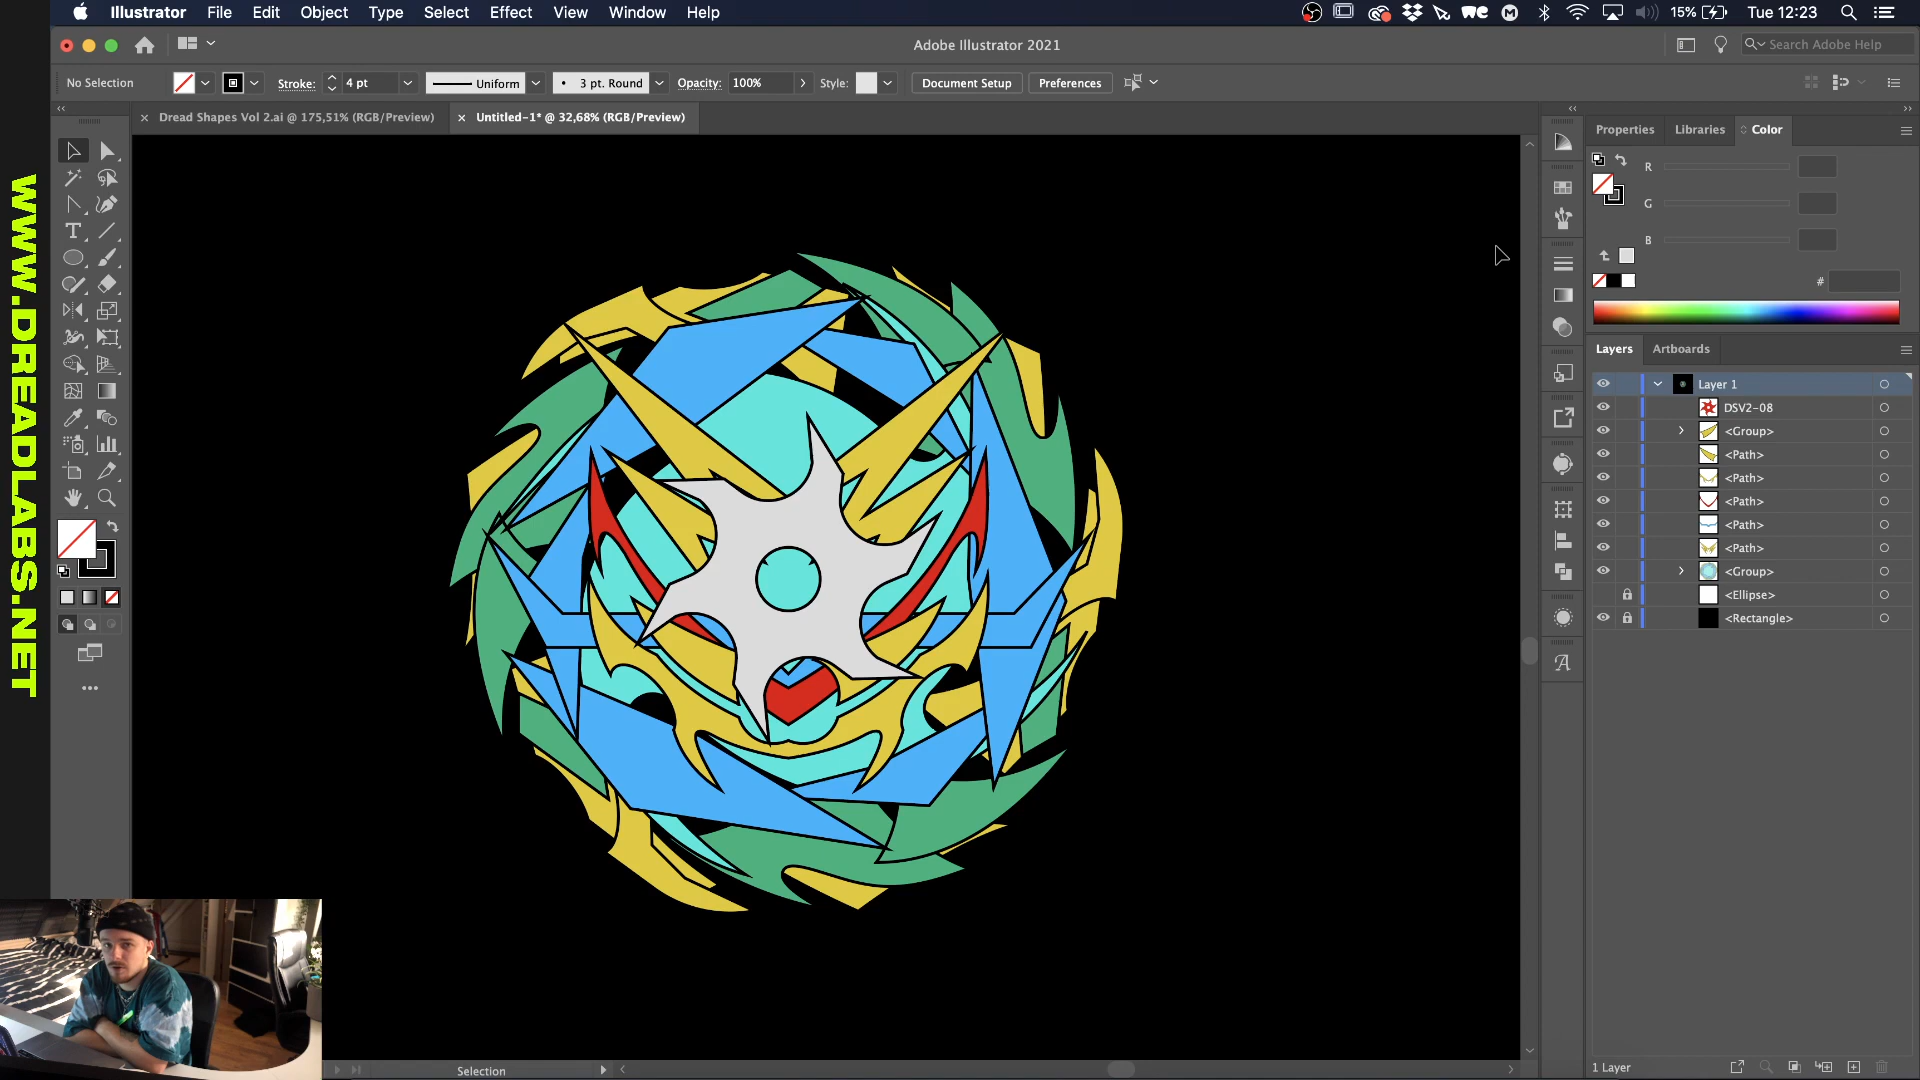 Illustrator File Edit Object Type Select Effect View Window Help
15% Tue 12:23
Adobe Illustrator 2021
Search Adobe Help
No Selection Stroke: 4 pt Uniform 3 pt. Round Opacity: 100% Style: Document Setup Preferences
Dread Shapes Vol 2.ai @ 175,51% (RGB/Preview)
Untitled-1* @ 32,68% (RGB/Preview)
Properties Libraries Color
R
G
B
#
Layers Artboards
Layer 1
DSV2-08
<Group>
<Path>
<Path>
<Path>
<Path>
<Path>
<Group>
<Ellipse>
<Rectangle>
WWW.DREADLABS.NET
Selection
1 Layer